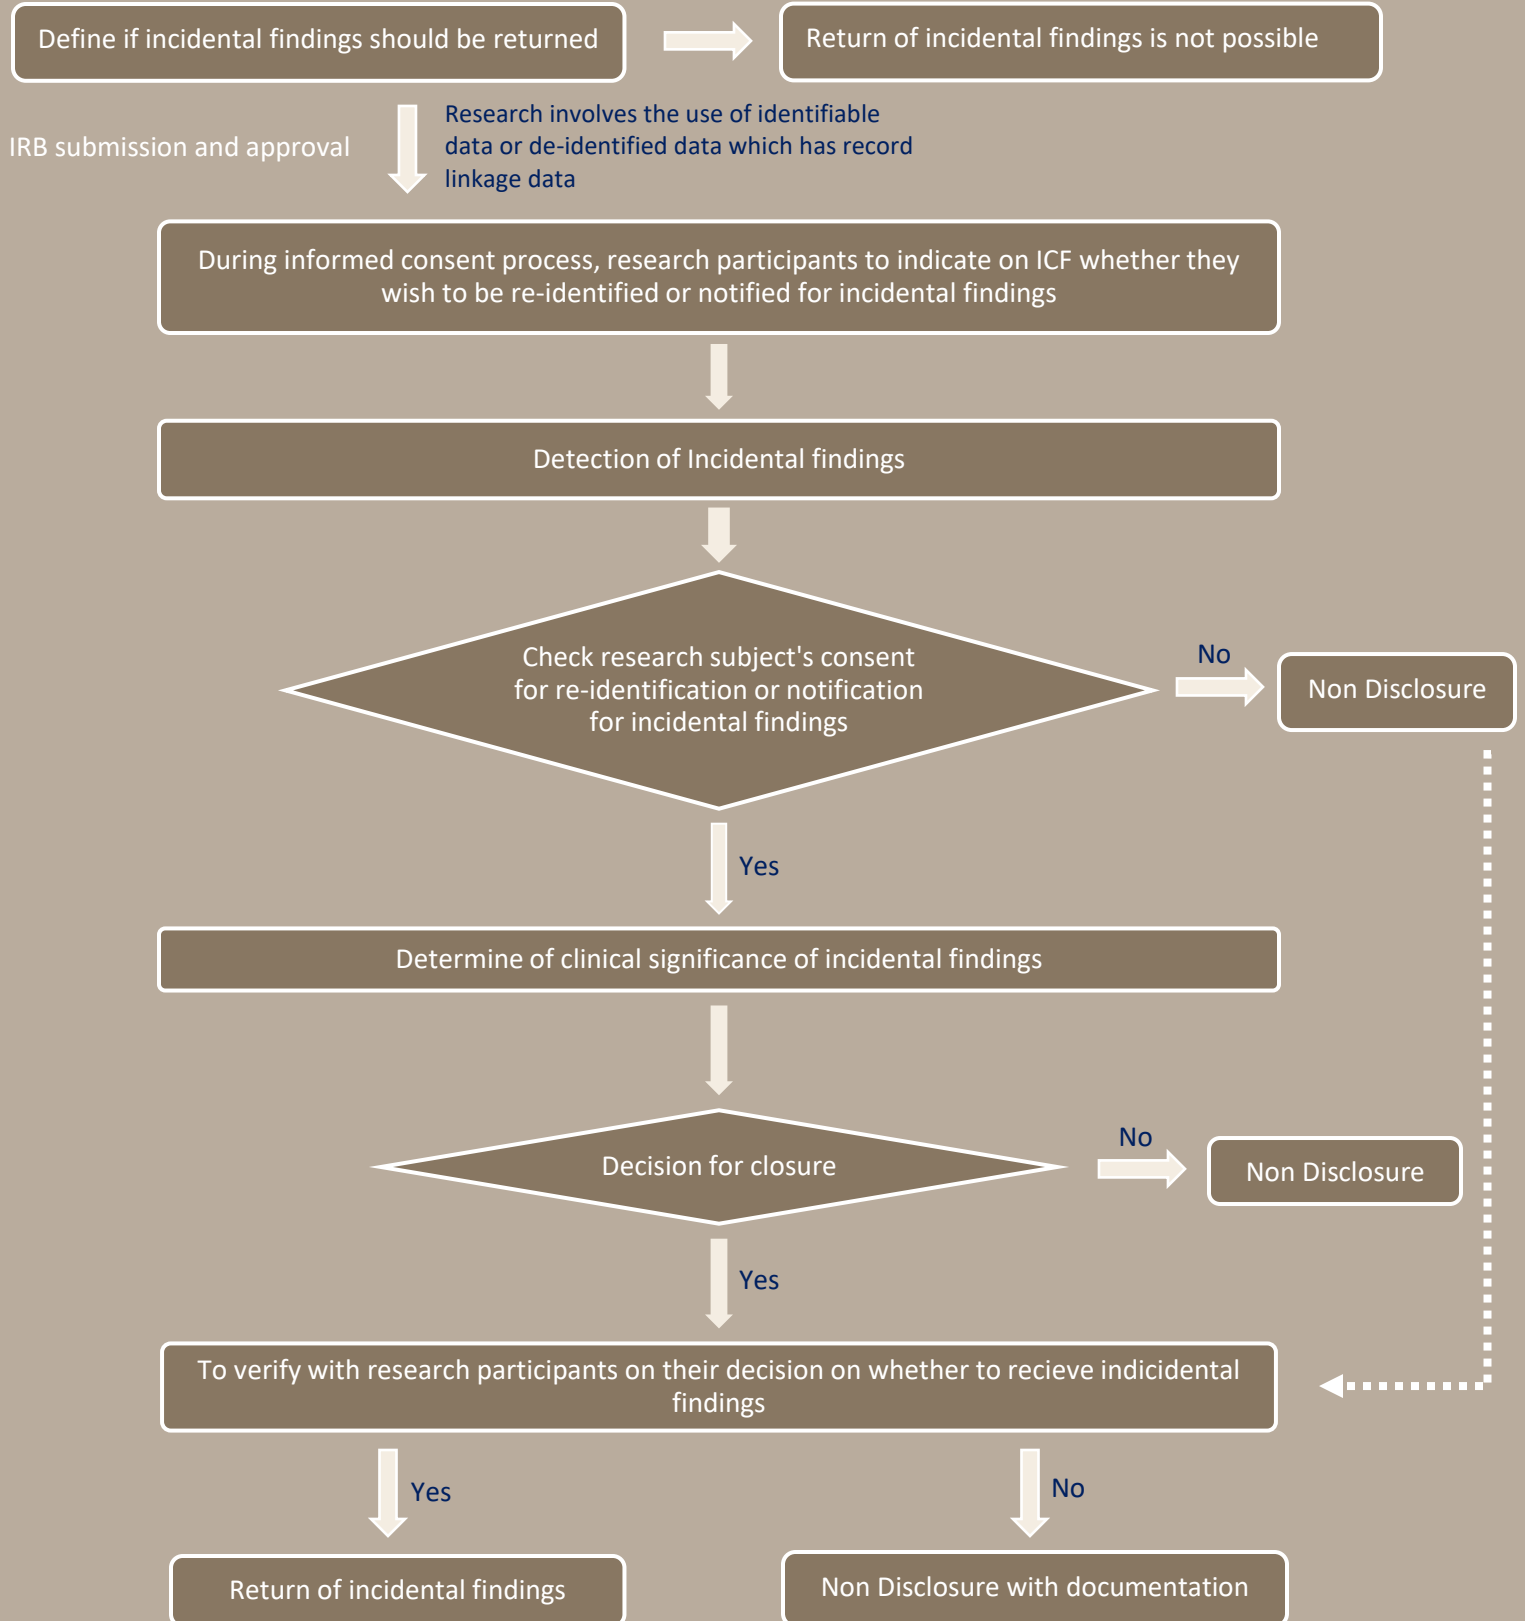 Define if incidental findings should be returned
Return of incidental findings is not possible
IRB submission and approval
Research involves the use of identifiable
data or de-identified data which has record
linkage data
During informed consent process, research participants to indicate on ICF whether they
wish to be re-identified or notified for incidental findings
Detection of Incidental findings
Check research subject's consent
for re-identification or notification
for incidental findings
No
Non Disclosure
Yes
Determine of clinical significance of incidental findings
Decision for closure
No
Non Disclosure
Yes
To verify with research participants on their decision on whether to recieve indicidental
findings
Yes
No
Return of incidental findings
Non Disclosure with documentation